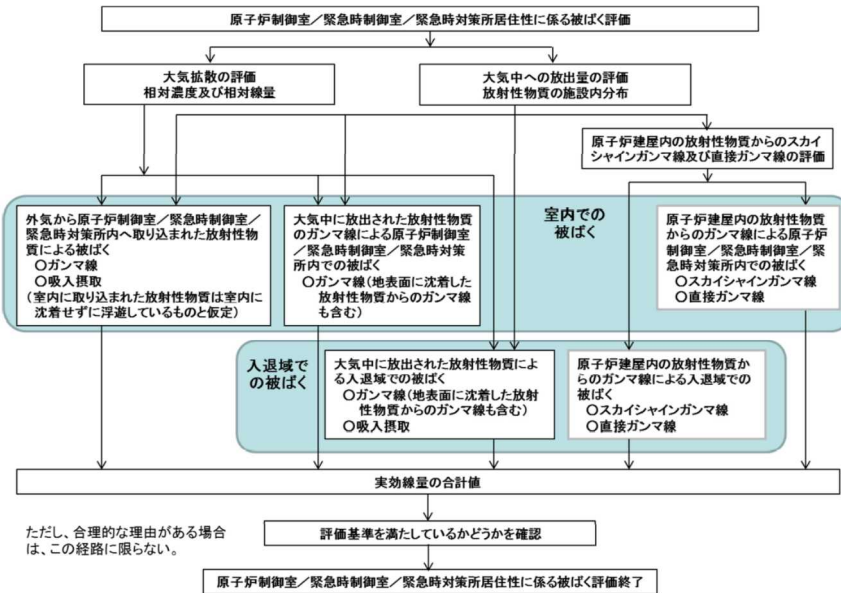 原子炉制御室／緊急時制御室／緊急時対策所居住性に係る被ばく評価
大気拡散の評価
相対濃度及び相対線量
大気中への放出量の評価
放射性物質の施設内分布
原子炉建屋内の放射性物質からのスカイ
シャインガンマ線及び直接ガンマ線の評価
外気から原子炉制御室／緊急時制御室／
緊急時対策所内へ取り込まれた放射性物
質による被ばく
〇ガンマ線
〇吸入摂取
（室内に取り込まれた放射性物質は室内に
沈着せずに浮遊しているものと仮定）
大気中に放出された放射性物質
のガンマ線による原子炉制御室
／緊急時制御室／緊急時対策
所内での被ばく
〇ガンマ線（地表面に沈着した
放射性物質からのガンマ線
も含む）
室内での
被ばく
原子炉建屋内の放射性物質
からのガンマ線による原子炉
制御室／緊急時制御室／緊
急時対策所内での被ばく
〇スカイシャインガンマ線
〇直接ガンマ線
入退域で
の被ばく
大気中に放出された放射性物質によ
る入退域での被ばく
〇ガンマ線（地表面に沈着した放射
性物質からのガンマ線も含む）
〇吸入摂取
原子炉建屋内の放射性物質か
らのガンマ線による入退域での
被ばく
〇スカイシャインガンマ線
〇直接ガンマ線
実効線量の合計値
ただし、合理的な理由がある場合
は、この経路に限らない。
評価基準を満たしているかどうかを確認
原子炉制御室／緊急時制御室／緊急時対策所居住性に係る被ばく評価終了